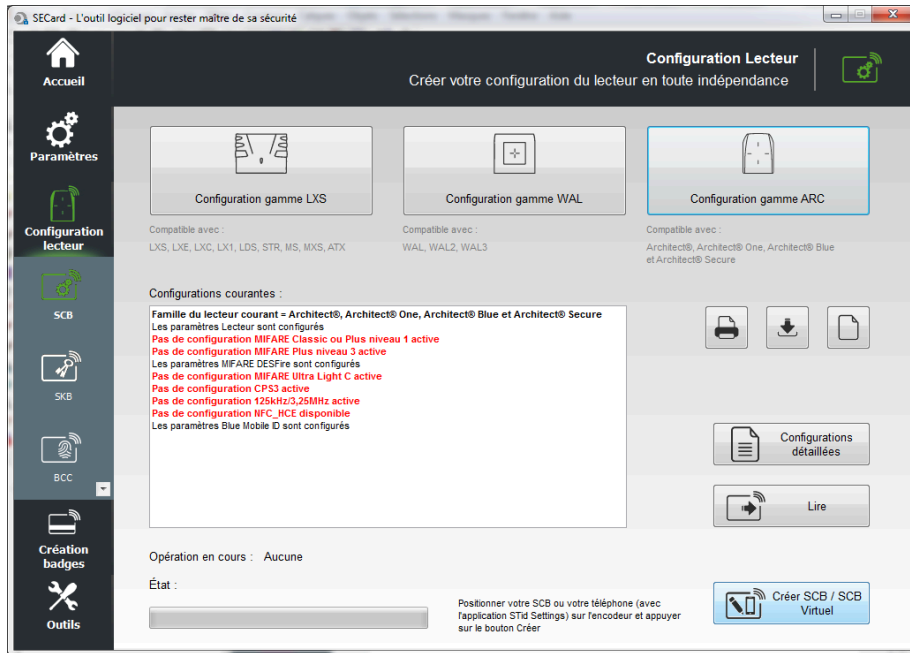 SECard - L'outil logiciel pour rester maître de sa sécurité
Accueil
Configuration Lecteur
Créer votre configuration du lecteur en toute indépendance
Paramètres
Configuration
lecteur
SCB
SKB
BCC
Création
badges
Outils
Configuration gamme LXS
Configuration gamme WAL
Configuration gamme ARC
Compatible avec :
LXS, LXE, LXC, LX1, LDS, STR, MS, MXS, ATX
Compatible avec :
WAL, WAL2, WAL3
Compatible avec :
Architect®, Architect® One, Architect® Blue
et Architect® Secure
Configurations courantes :
Famille du lecteur courant = Architect®, Architect® One, Architect® Blue et Architect® Secure
Les paramètres Lecteur sont configurés
Pas de configuration MIFARE Classic ou Plus niveau 1 active
Pas de configuration MIFARE Plus niveau 3 active
Les paramètres MIFARE DESFire sont configurés
Pas de configuration MIFARE Ultra Light C active
Pas de configuration CPS3 active
Pas de configuration 125kHz/3,25MHz active
Pas de configuration NFC_HCE disponible
Les paramètres Blue Mobile ID sont configurés
Configurations
détaillées
Lire
Opération en cours : Aucune
État :
Positionner votre SCB ou votre téléphone (avec
l'application STid Settings) sur l'encodeur et appuyer
sur le bouton Créer
Créer SCB / SCB
Virtuel